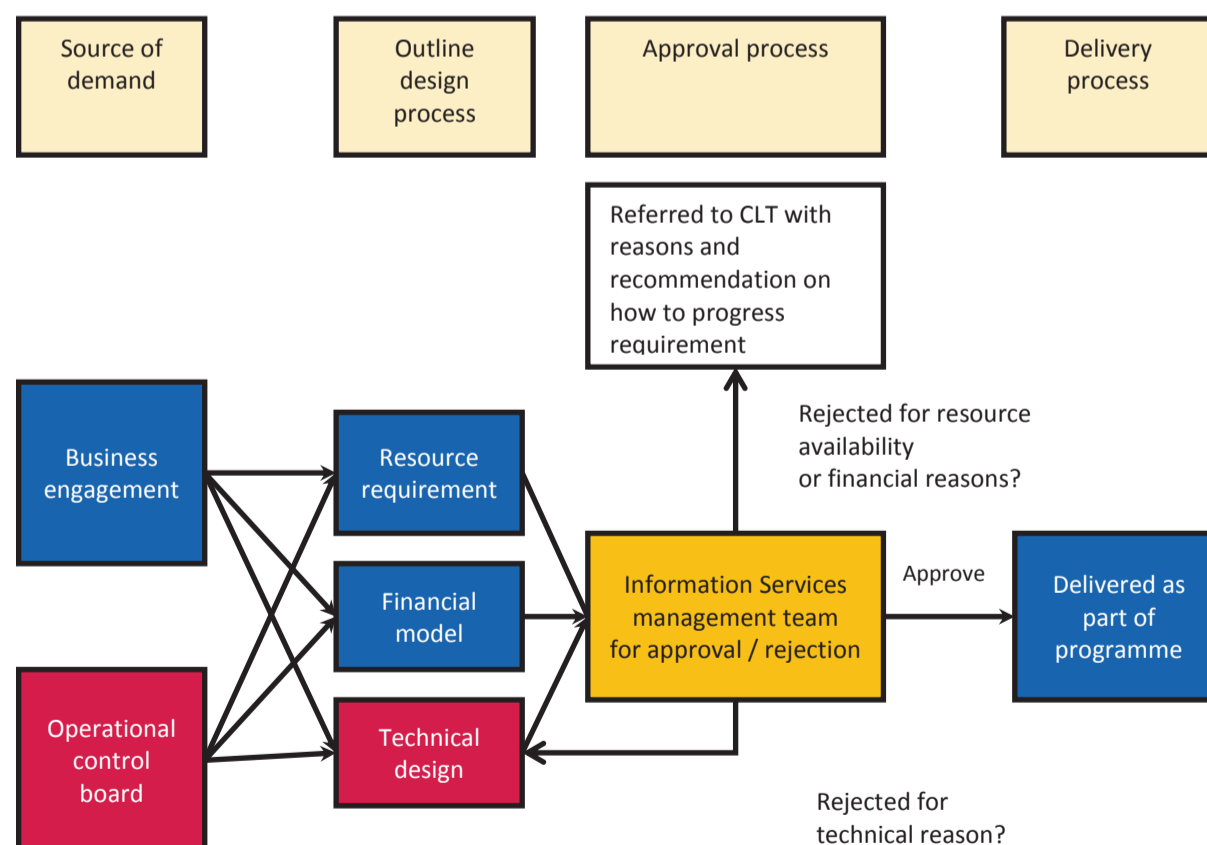 Source of
demand
Outline
design
process
Approval process
Delivery
process
Referred to CLT with
reasons and
recommendation on
how to progress
requirement
Business
engagement
Resource
requirement
Rejected for resource
availability
or financial reasons?
Financial
model
Information Services
management team
for approval / rejection
Approve
Delivered as
part of
programme
Operational
control
board
Technical
design
Rejected for
technical reason?